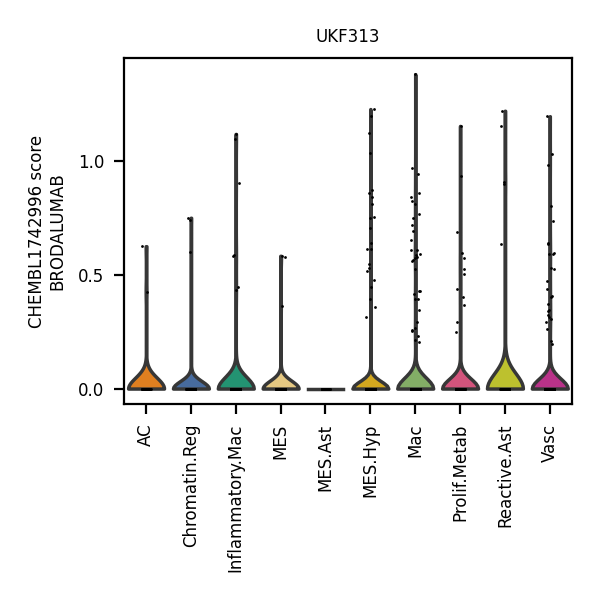 UKF313
CHEMBL1742996 score
BRODALUMAB
1.0
0.5
0.0
AC
Chromatin.Reg
Inflammatory.Mac
MES
MES.Ast
MES.Hyp
Mac
Prolif.Metab
Reactive.Ast
Vasc